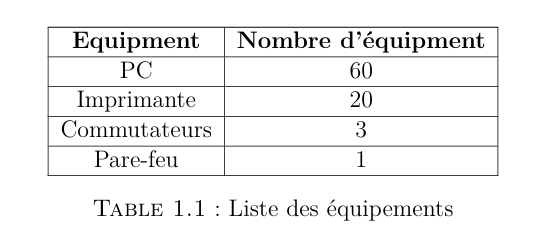 Equipment Nombre d'équipment
PC 60
Imprimante 20
Commutateurs 3
Pare-feu 1
Table 1.1 : Liste des équipements